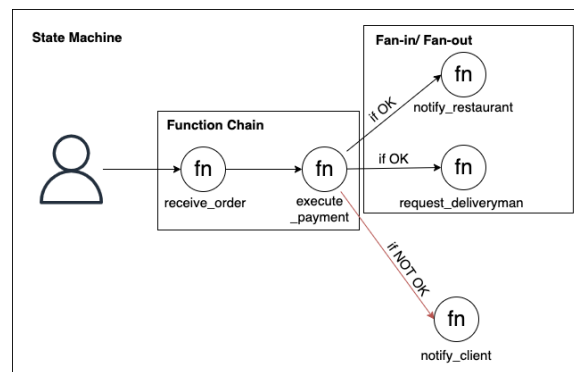 State Machine
Fan-in/ Fan-out
fn
if OK
notify_restaurant
Function Chain
fn
fn
if OK
fn
receive_order
execute
_payment
request_deliveryman
if NOT OK
fn
notify_client